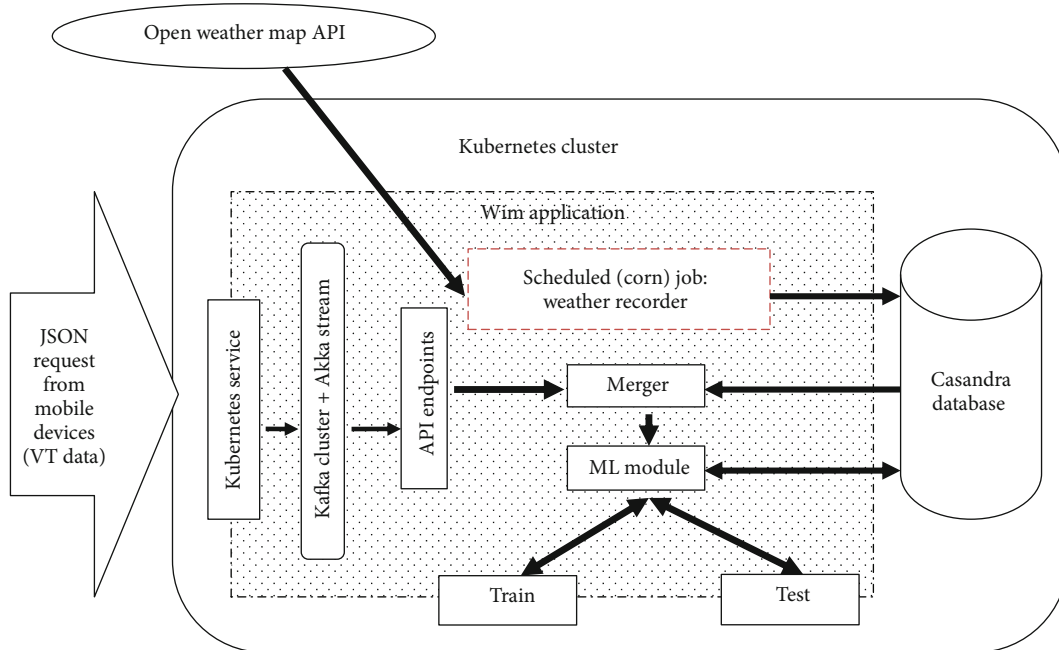 Open weather map API
Kubernetes cluster
Wim application
Scheduled (corn) job:
weather recorder
JSON
request
from
mobile
devices
(VT data)
Kubernetes service
Kafka cluster + Akka stream
API endpoints
Merger
ML module
Casandra
database
Train
Test